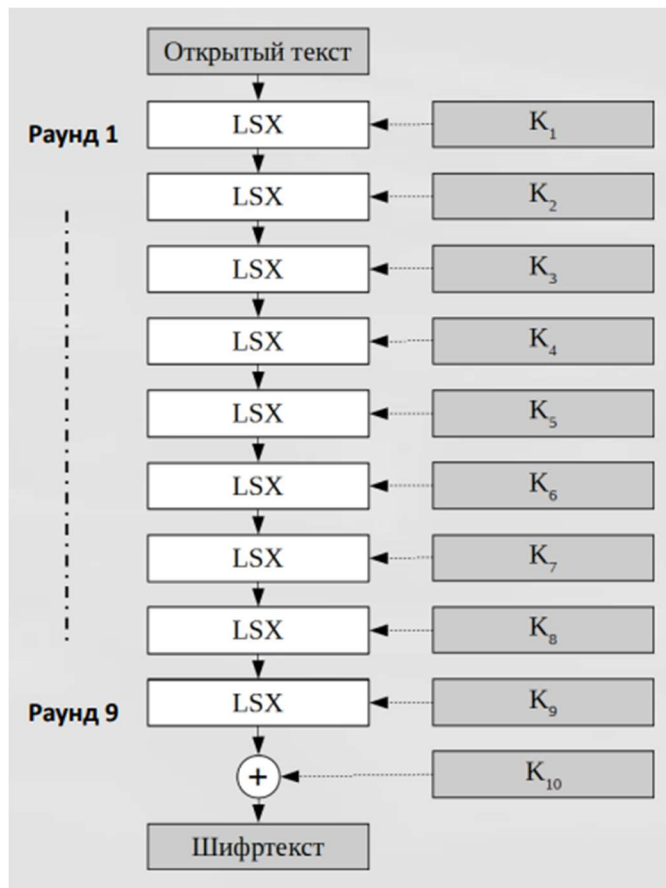 Открытый текст
Раунд 1
LSX
K₁
LSX
K₂
LSX
K₃
LSX
K₄
LSX
K₅
LSX
K₆
LSX
K₇
LSX
K₈
Раунд 9
LSX
K₉
+
K₁₀
Шифртекст